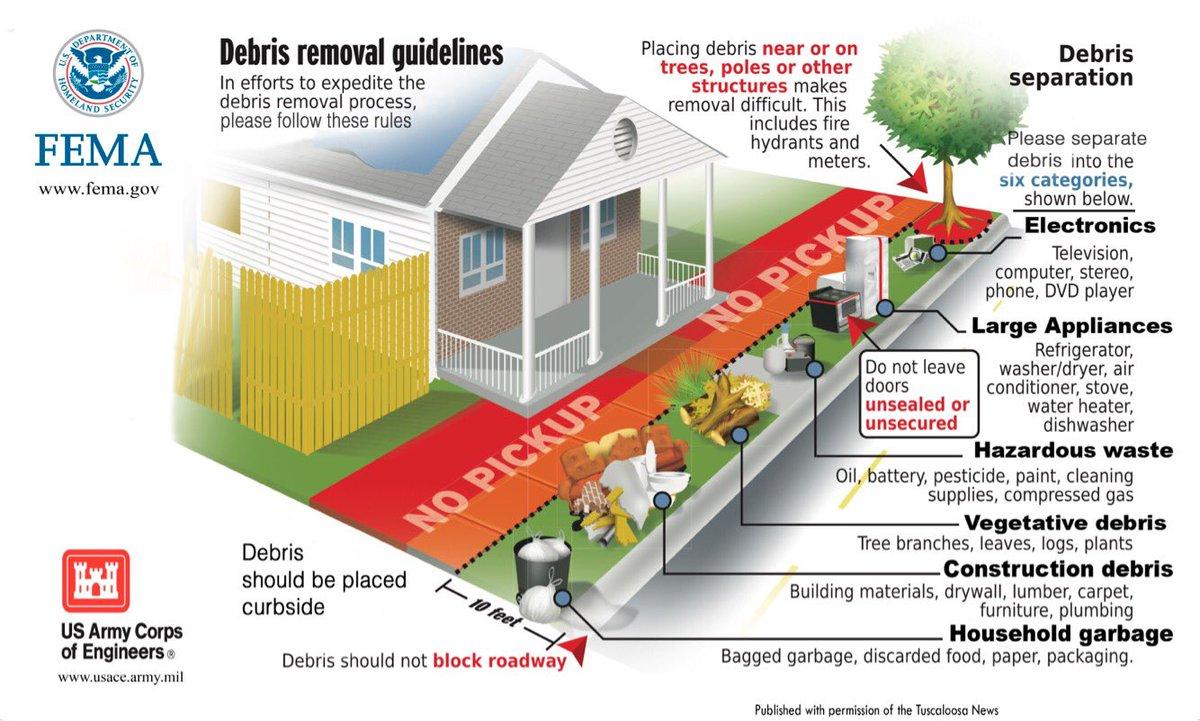 U.S. DEPARTMENT OF
HOMELAND SECURITY
FEMA
www.fema.gov
Debris removal guidelines
In efforts to expedite the
debris removal process,
please follow these rules
Placing debris near or on
trees, poles or other
structures makes
removal difficult. This
includes fire
hydrants and
meters.
Debris
separation
Please separate
debris into the
six categories,
shown below.
Electronics
Television,
computer, stereo,
phone, DVD player
Large Appliances
Refrigerator,
washer/dryer, air
conditioner, stove,
water heater,
dishwasher
Do not leave
doors
unsealed or
unsecured
Hazardous waste
Oil, battery, pesticide, paint, cleaning
supplies, compressed gas
Vegetative debris
Tree branches, leaves, logs, plants
Construction debris
Building materials, drywall, lumber, carpet,
furniture, plumbing
Household garbage
Bagged garbage, discarded food, paper, packaging.
NO PICKUP
NO PICKUP
Debris
should be placed
curbside
10 feet
Debris should not block roadway
US Army Corps
of Engineers ®
www.usace.army.mil
Published with permission of the Tuscaloosa News